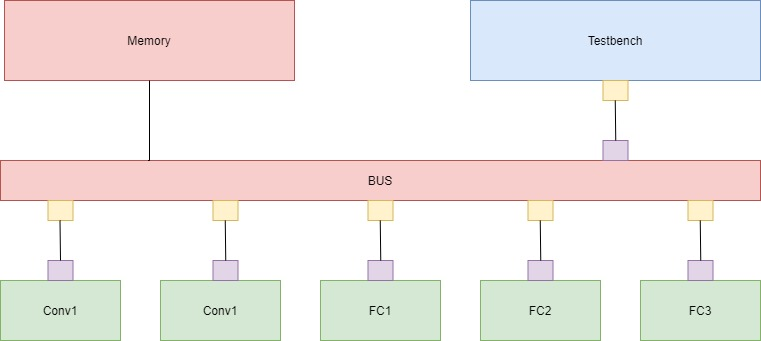 Memory
Testbench
BUS
Conv1
Conv1
FC1
FC2
FC3